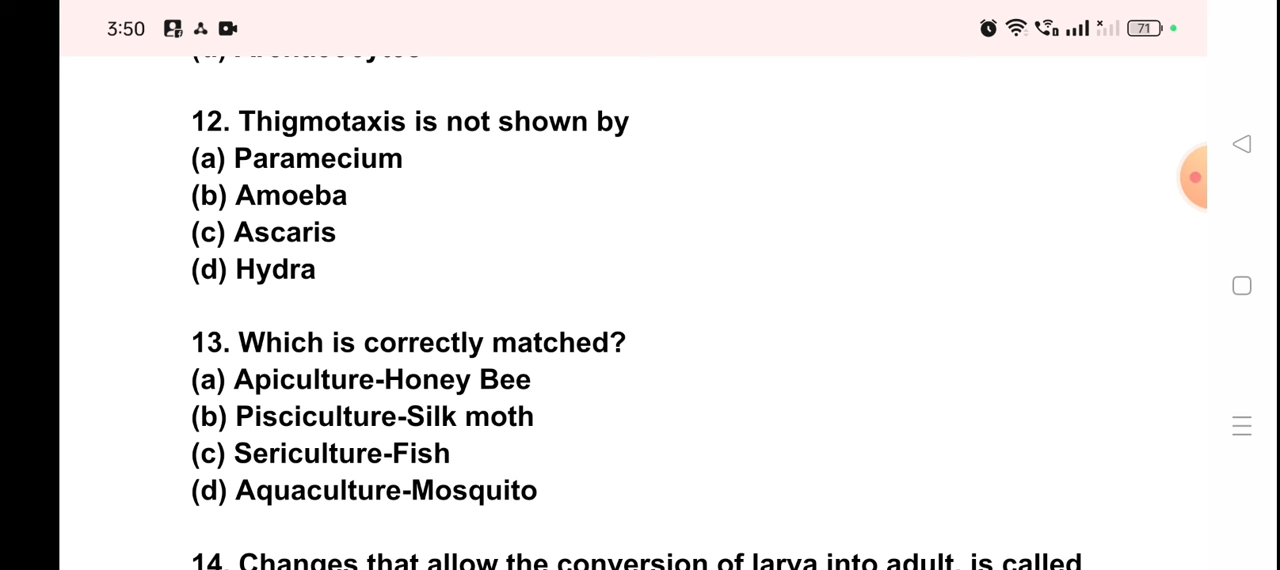 3:50
71
12. Thigmotaxis is not shown by
(a) Paramecium
(b) Amoeba
(c) Ascaris
(d) Hydra
13. Which is correctly matched?
(a) Apiculture-Honey Bee
(b) Pisciculture-Silk moth
(c) Sericulture-Fish
(d) Aquaculture-Mosquito
14. Changes that allow the conversion of larva into adult, is called